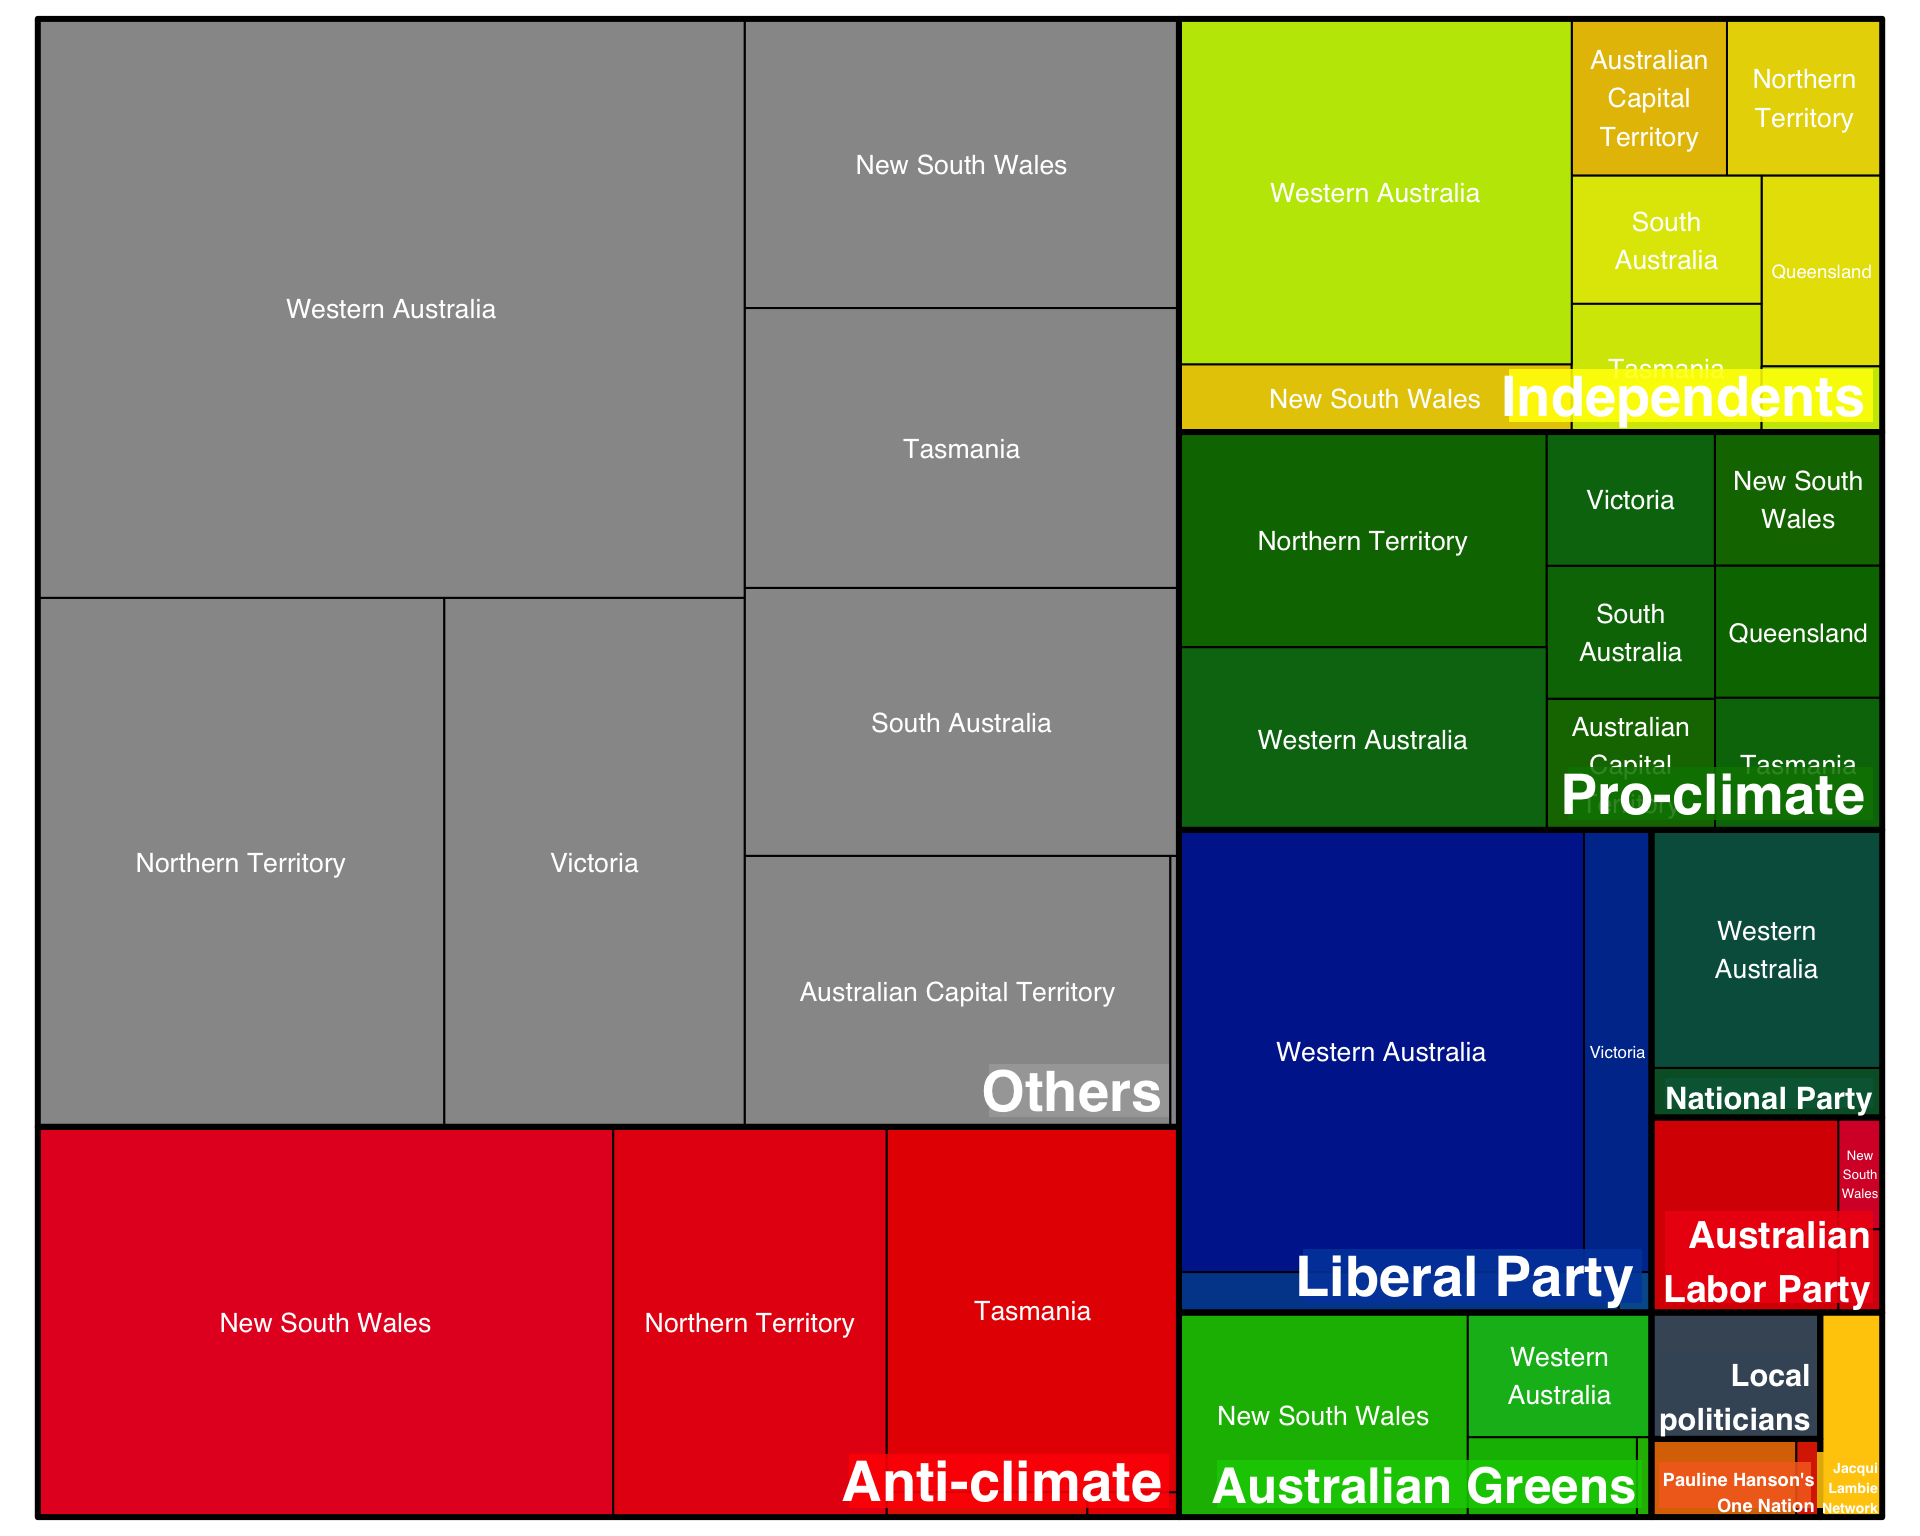 Western Australia
New South Wales
Tasmania
Northern Territory
Victoria
South Australia
Australian Capital Territory
Others
New South Wales
Northern Territory
Tasmania
Anti-climate
Western Australia
Australian
Capital
Territory
Northern
Territory
South
Australia
Queensland
Tasmania
New South Wales
Independents
Northern Territory
Victoria
New South
Wales
South
Australia
Queensland
Western Australia
Australian
Capital
Territory
Tasmania
Pro-climate
Western Australia
Victoria
Liberal Party
Western
Australia
National Party
New
South
Wales
Australian
Labor Party
New South Wales
Western
Australia
Australian Greens
Local
politicians
Pauline Hanson's
One Nation
Jacqui
Lambie
Network